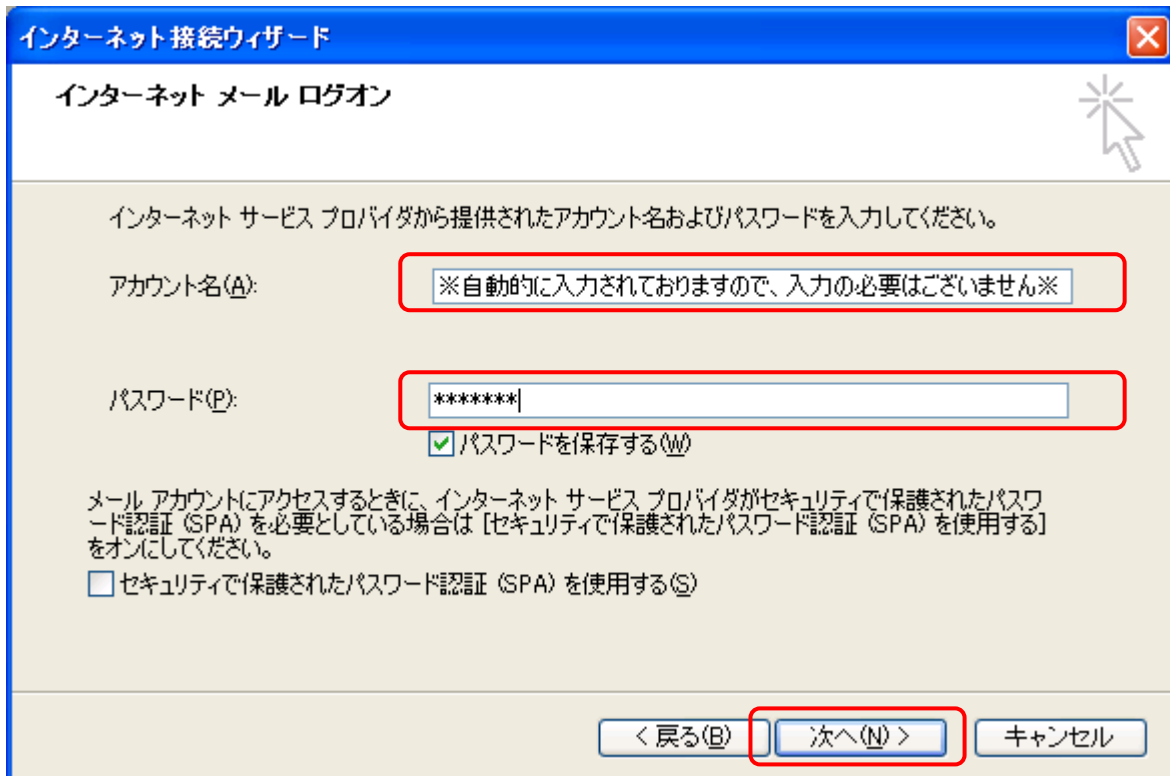 インターネット接続ウィザード
インターネット メール ログオン
インターネット サービス プロバイダから提供されたアカウント名およびパスワードを入力してください。
アカウント名(A):
※自動的に入力されておりますので、入力の必要はございません※
パスワード(P):
*******
パスワードを保存する(W)
メール アカウントにアクセスするときに、インターネット サービス プロバイダがセキュリティで保護されたパスワ
ード認証 (SPA) を必要としている場合は [セキュリティで保護されたパスワード認証 (SPA) を使用する]
をオンにしてください。
セキュリティで保護されたパスワード認証 (SPA) を使用する(S)
< 戻る(B)
次へ(N) >
キャンセル